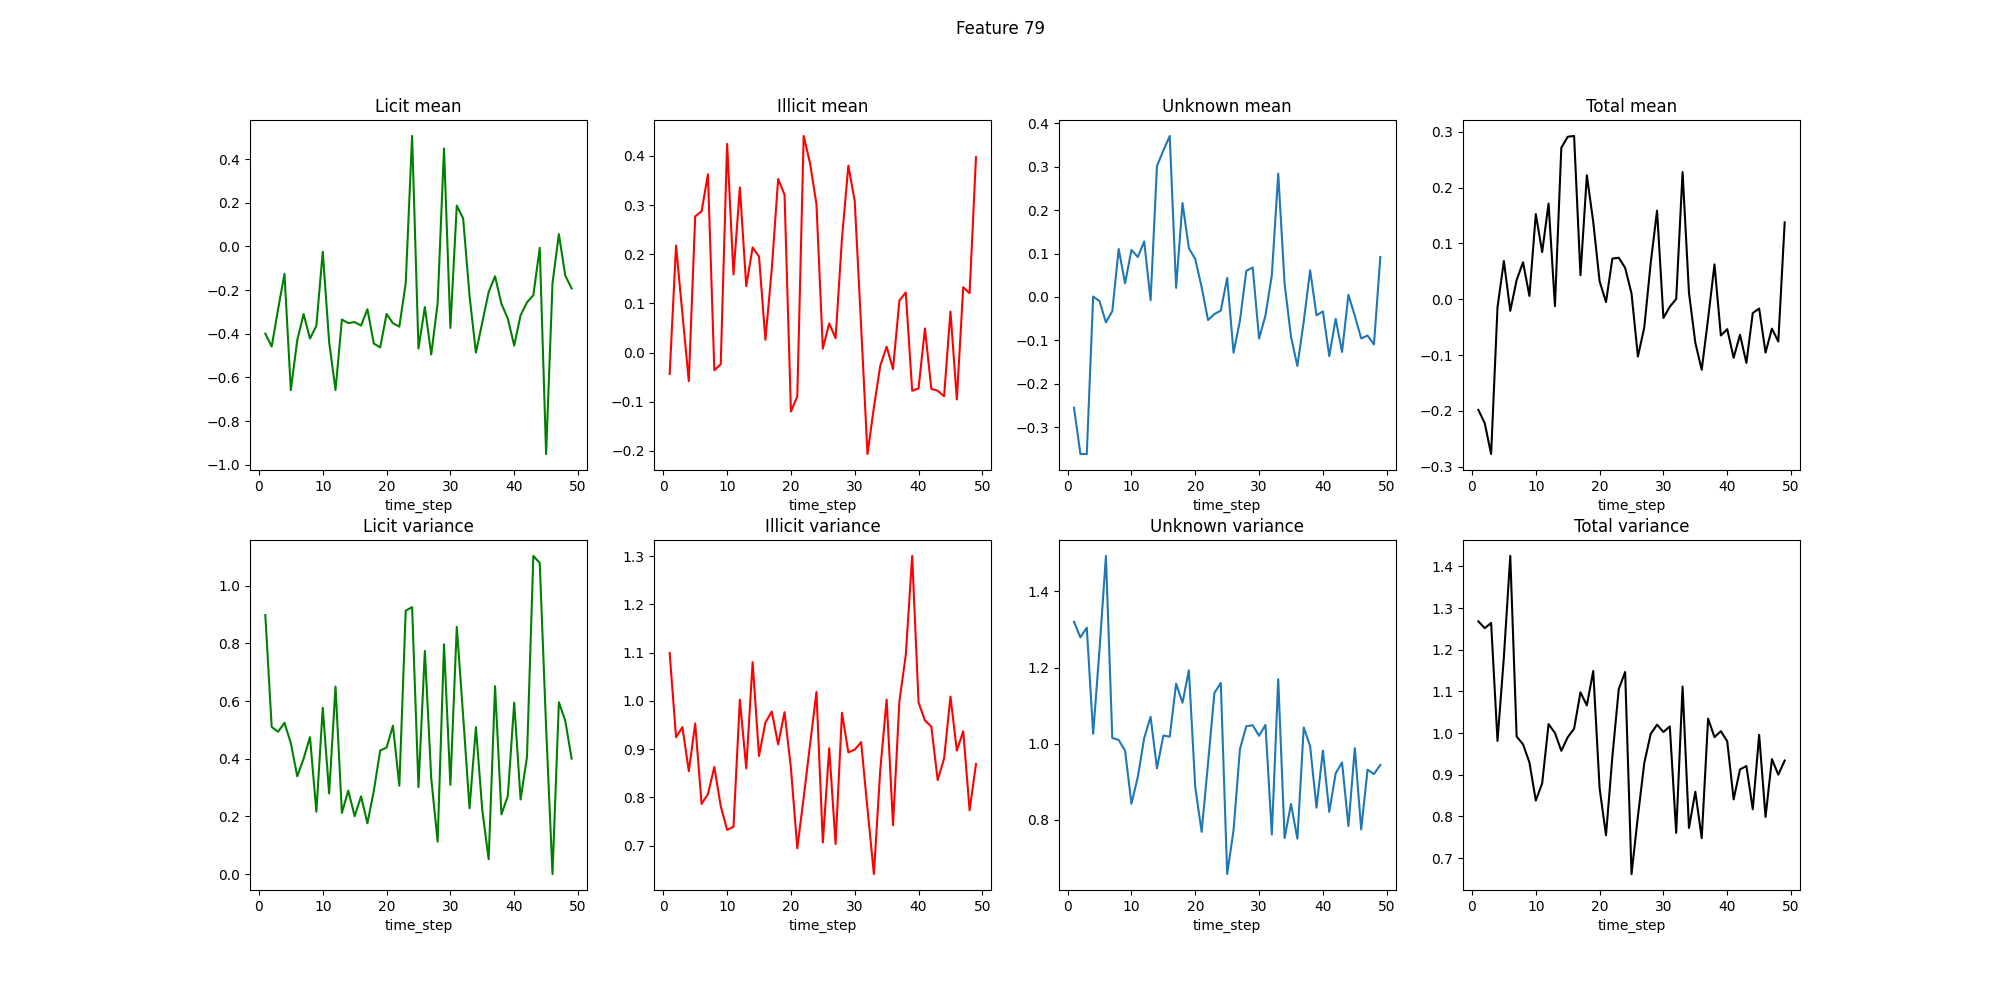 Feature 79
Licit mean
Illicit mean
Unknown mean
Total mean
0.4
0.2
0.0
−0.2
−0.4
−0.6
−0.8
−1.0
0.4
0.3
0.2
0.1
0.0
−0.1
−0.2
0.4
0.3
0.2
0.1
0.0
−0.1
−0.2
−0.3
0.3
0.2
0.1
0.0
−0.1
−0.2
−0.3
0 10 20 30 40 50
0 10 20 30 40 50
0 10 20 30 40 50
0 10 20 30 40 50
time_step
time_step
time_step
time_step
Licit variance
Illicit variance
Unknown variance
Total variance
1.0
0.8
0.6
0.4
0.2
0.0
1.3
1.2
1.1
1.0
0.9
0.8
0.7
1.4
1.2
1.0
0.8
1.4
1.3
1.2
1.1
1.0
0.9
0.8
0.7
0 10 20 30 40 50
0 10 20 30 40 50
0 10 20 30 40 50
0 10 20 30 40 50
time_step
time_step
time_step
time_step